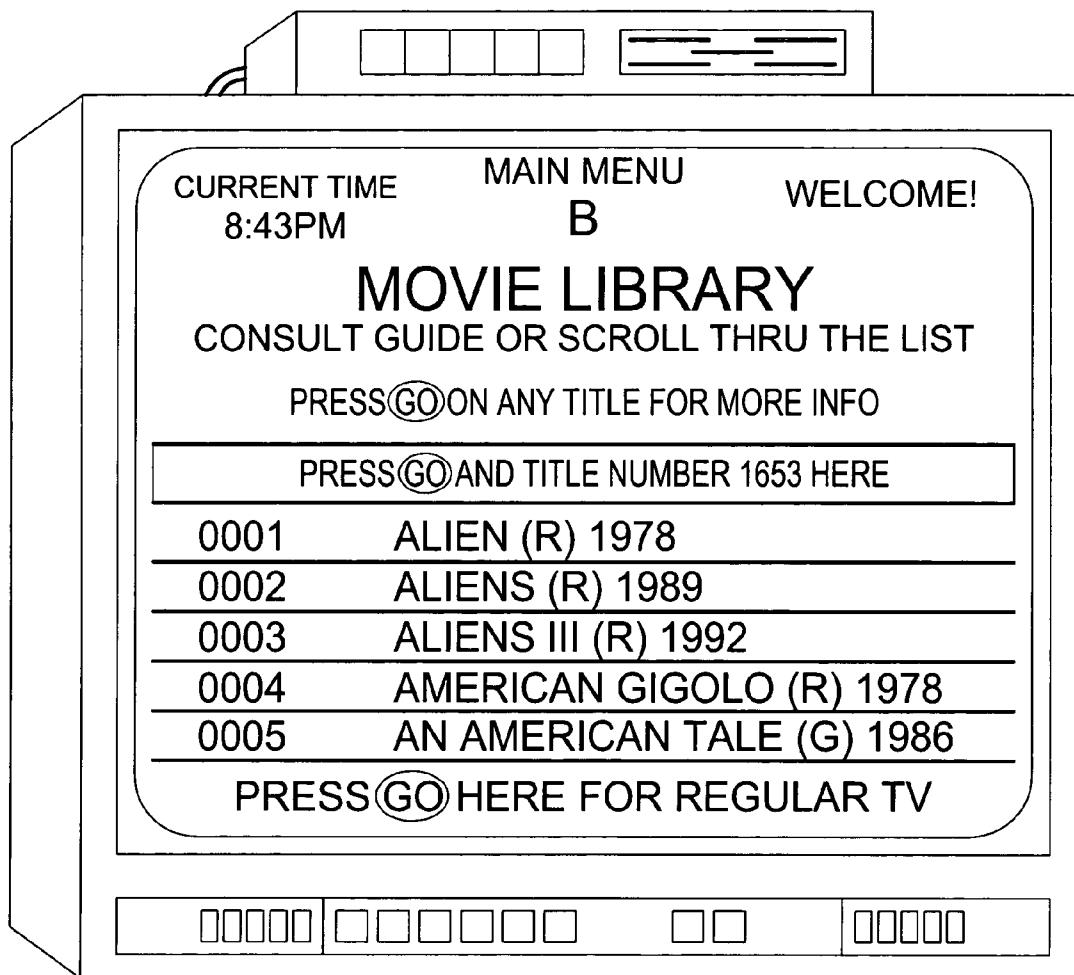 CURRENT TIME
8:43PM
MAIN MENU
B
WELCOME!
MOVIE LIBRARY
CONSULT GUIDE OR SCROLL THRU THE LIST
PRESS GO ON ANY TITLE FOR MORE INFO
PRESS GO AND TITLE NUMBER 1653 HERE
0001 ALIEN (R) 1978
0002 ALIENS (R) 1989
0003 ALIENS III (R) 1992
0004 AMERICAN GIGOLO (R) 1978
0005 AN AMERICAN TALE (G) 1986
PRESS GO HERE FOR REGULAR TV